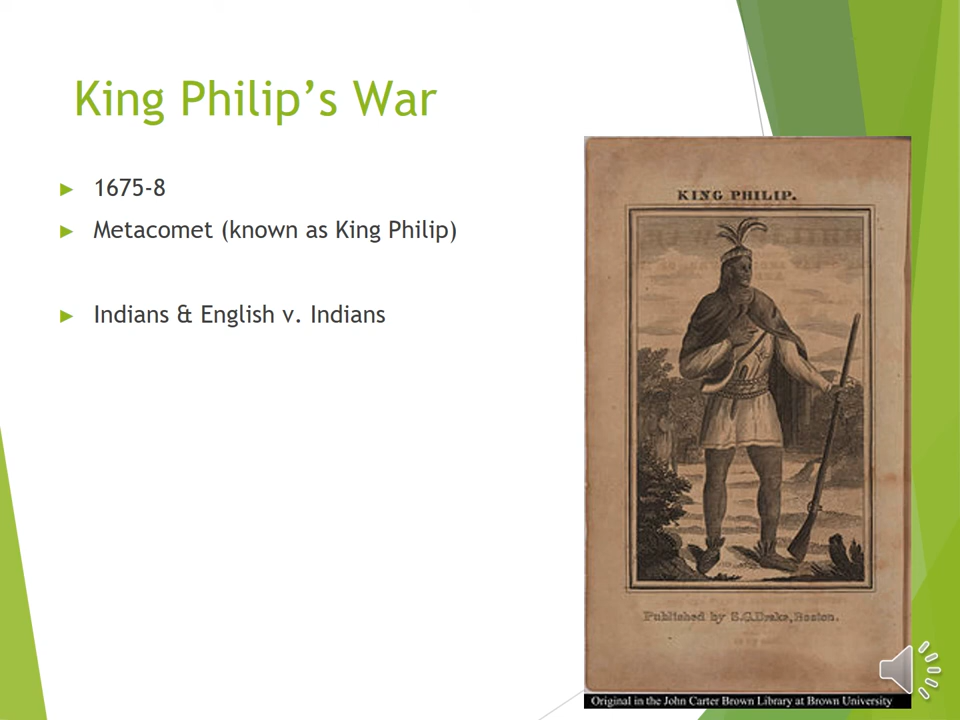 King Philip’s War
1675-8
Metacomet (known as King Philip)
Indians & English v. Indians
KING PHILIP.
Published by S.G.Drake, Boston.
Original in the John Carter Brown Library at Brown University